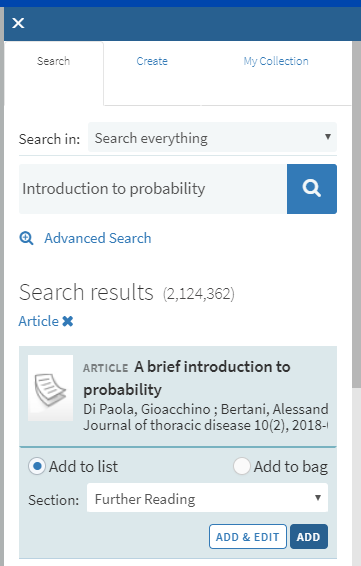 Search Create My Collection
Search in: Search everything
Introduction to probability
Advanced Search
Search results (2,124,362)
Article
ARTICLE A brief introduction to
probability
Di Paola, Gioacchino ; Bertani, Alessand
Journal of thoracic disease 10(2), 2018-
Add to list Add to bag
Section: Further Reading
ADD & EDIT ADD